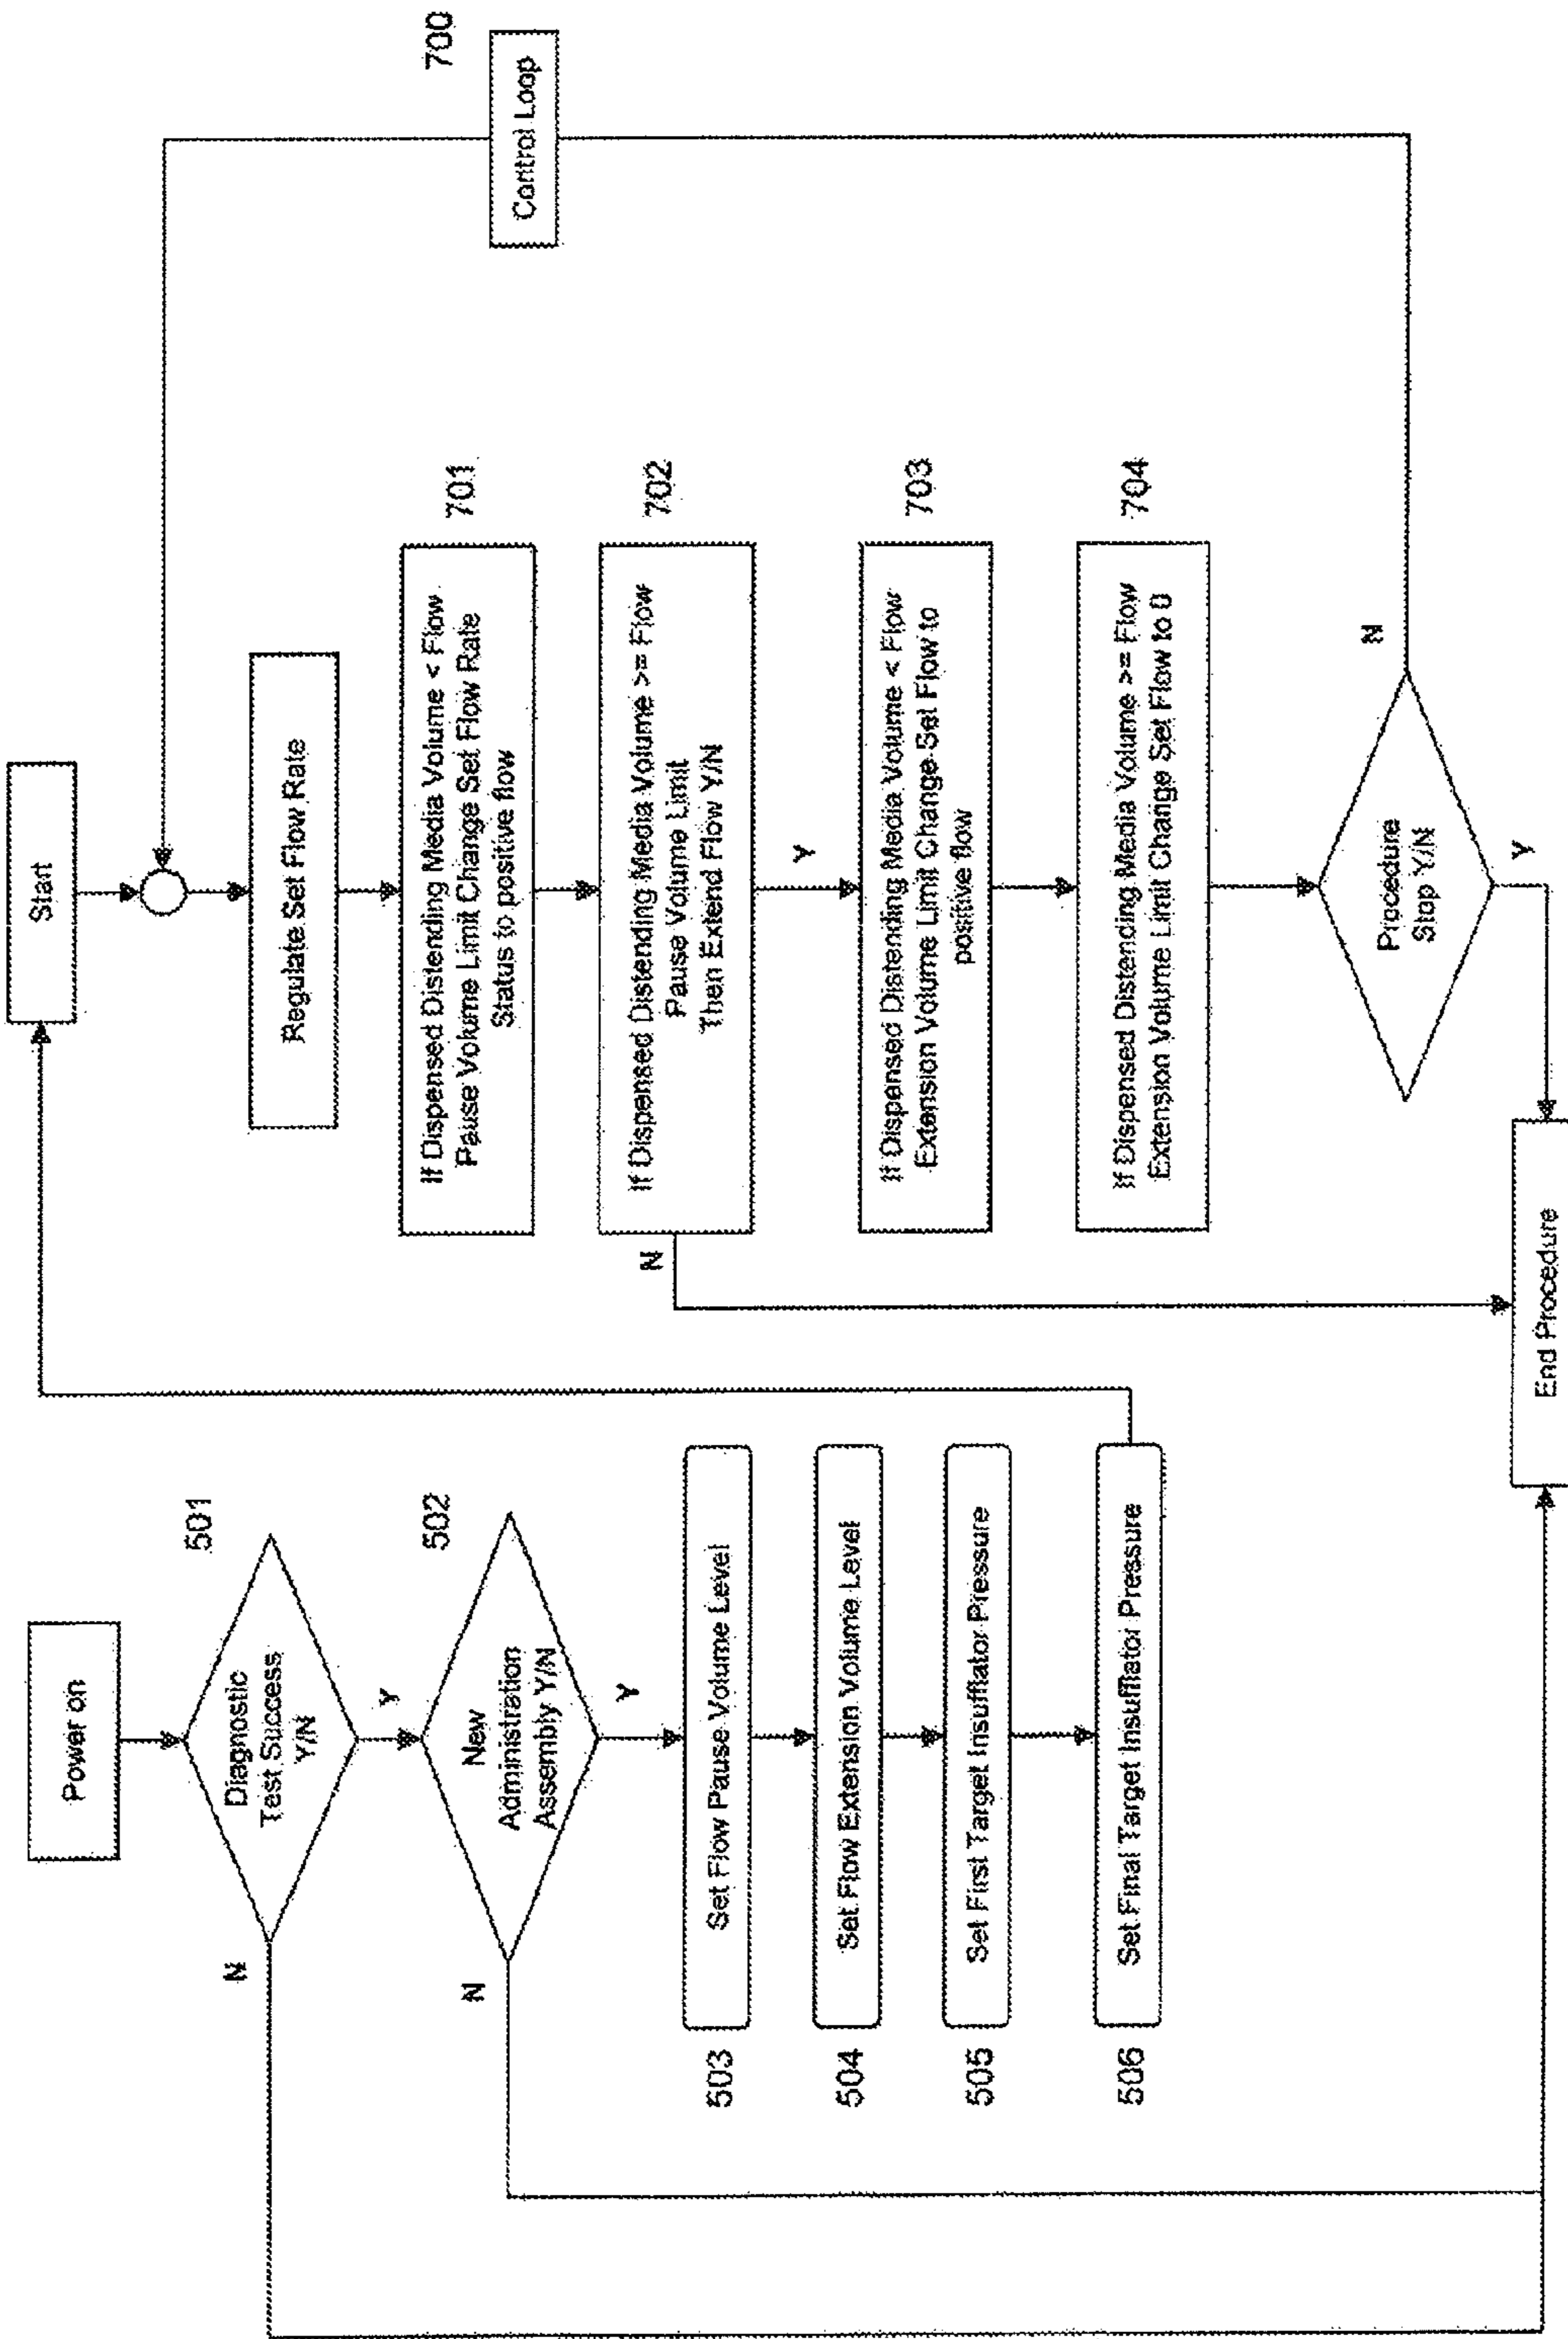 Power on
501
Diagnostic
Test Success
Y/N
N
Y
502
New
Administration
Assembly Y/N
N
Y
503
Set Flow Pause Volume Level
504
Set Flow Extension Volume Level
505
Set First Target Insufflator Pressure
506
Set Final Target Insufflator Pressure
Start
700
Control Loop
Regulate Set Flow Rate
If Dispensed Distending Media Volume < Flow
Pause Volume Limit Change Set Flow Rate
Status to positive flow
701
If Dispensed Distending Media Volume >= Flow
Pause Volume Limit
Then Extend Flow Y/N
702
N
Y
If Dispensed Distending Media Volume < Flow
Extension Volume Limit Change Set Flow to
positive flow
703
If Dispensed Distending Media Volume >= Flow
Extension Volume Limit Change Set Flow to 0
704
Procedure
Stop Y/N
N
Y
End Procedure